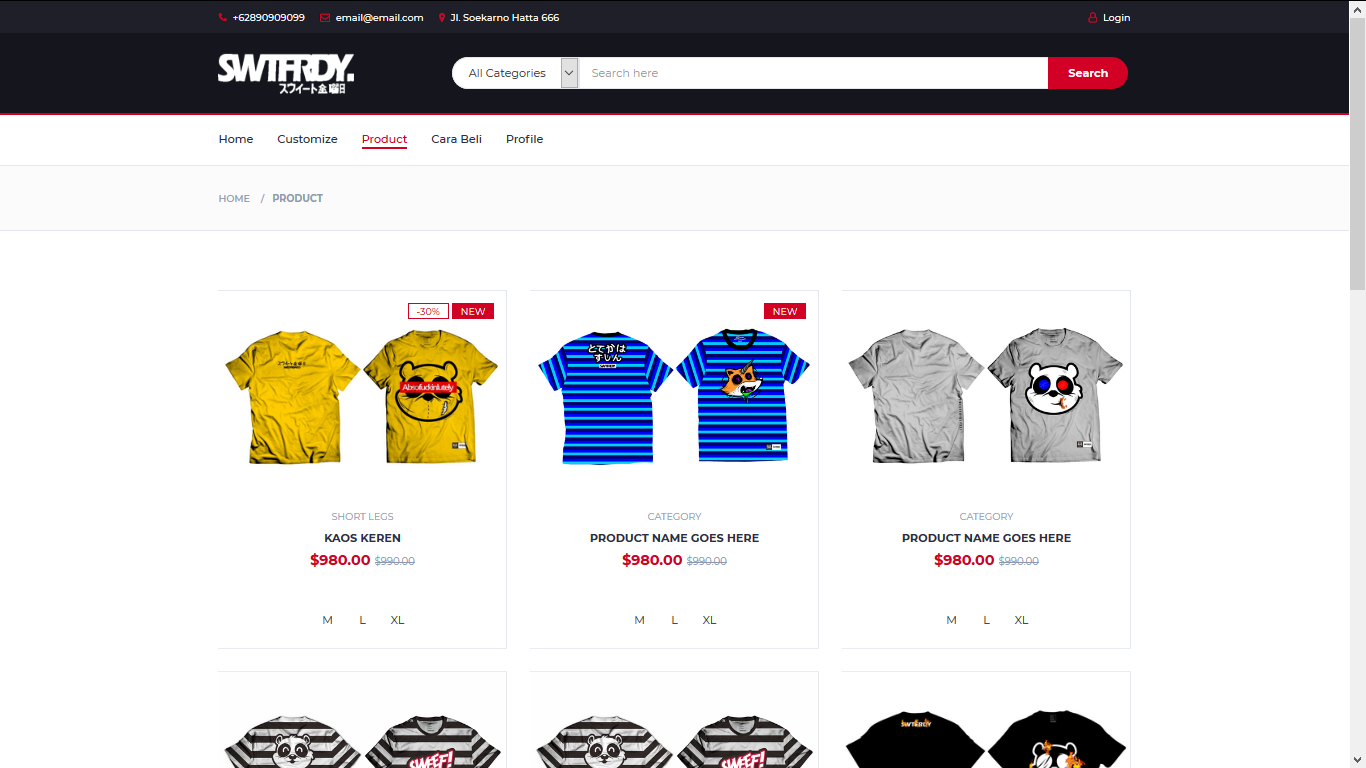 +62890909099 email@email.com Jl. Soekarno Hatta 666 Login
SWTFRDY.
スウィート金曜日
All Categories Search here Search
Home Customize Product Cara Beli Profile
HOME / PRODUCT
-30% NEW
NEW
とてかは
すしん
SWTFRDY
Absofuckinlutely
SHORT LEGS
KAOS KEREN
$980.00 $990.00
M L XL
CATEGORY
PRODUCT NAME GOES HERE
$980.00 $990.00
M L XL
CATEGORY
PRODUCT NAME GOES HERE
$980.00 $990.00
M L XL
SWEEF!
SWEEF!
SWTFRDY